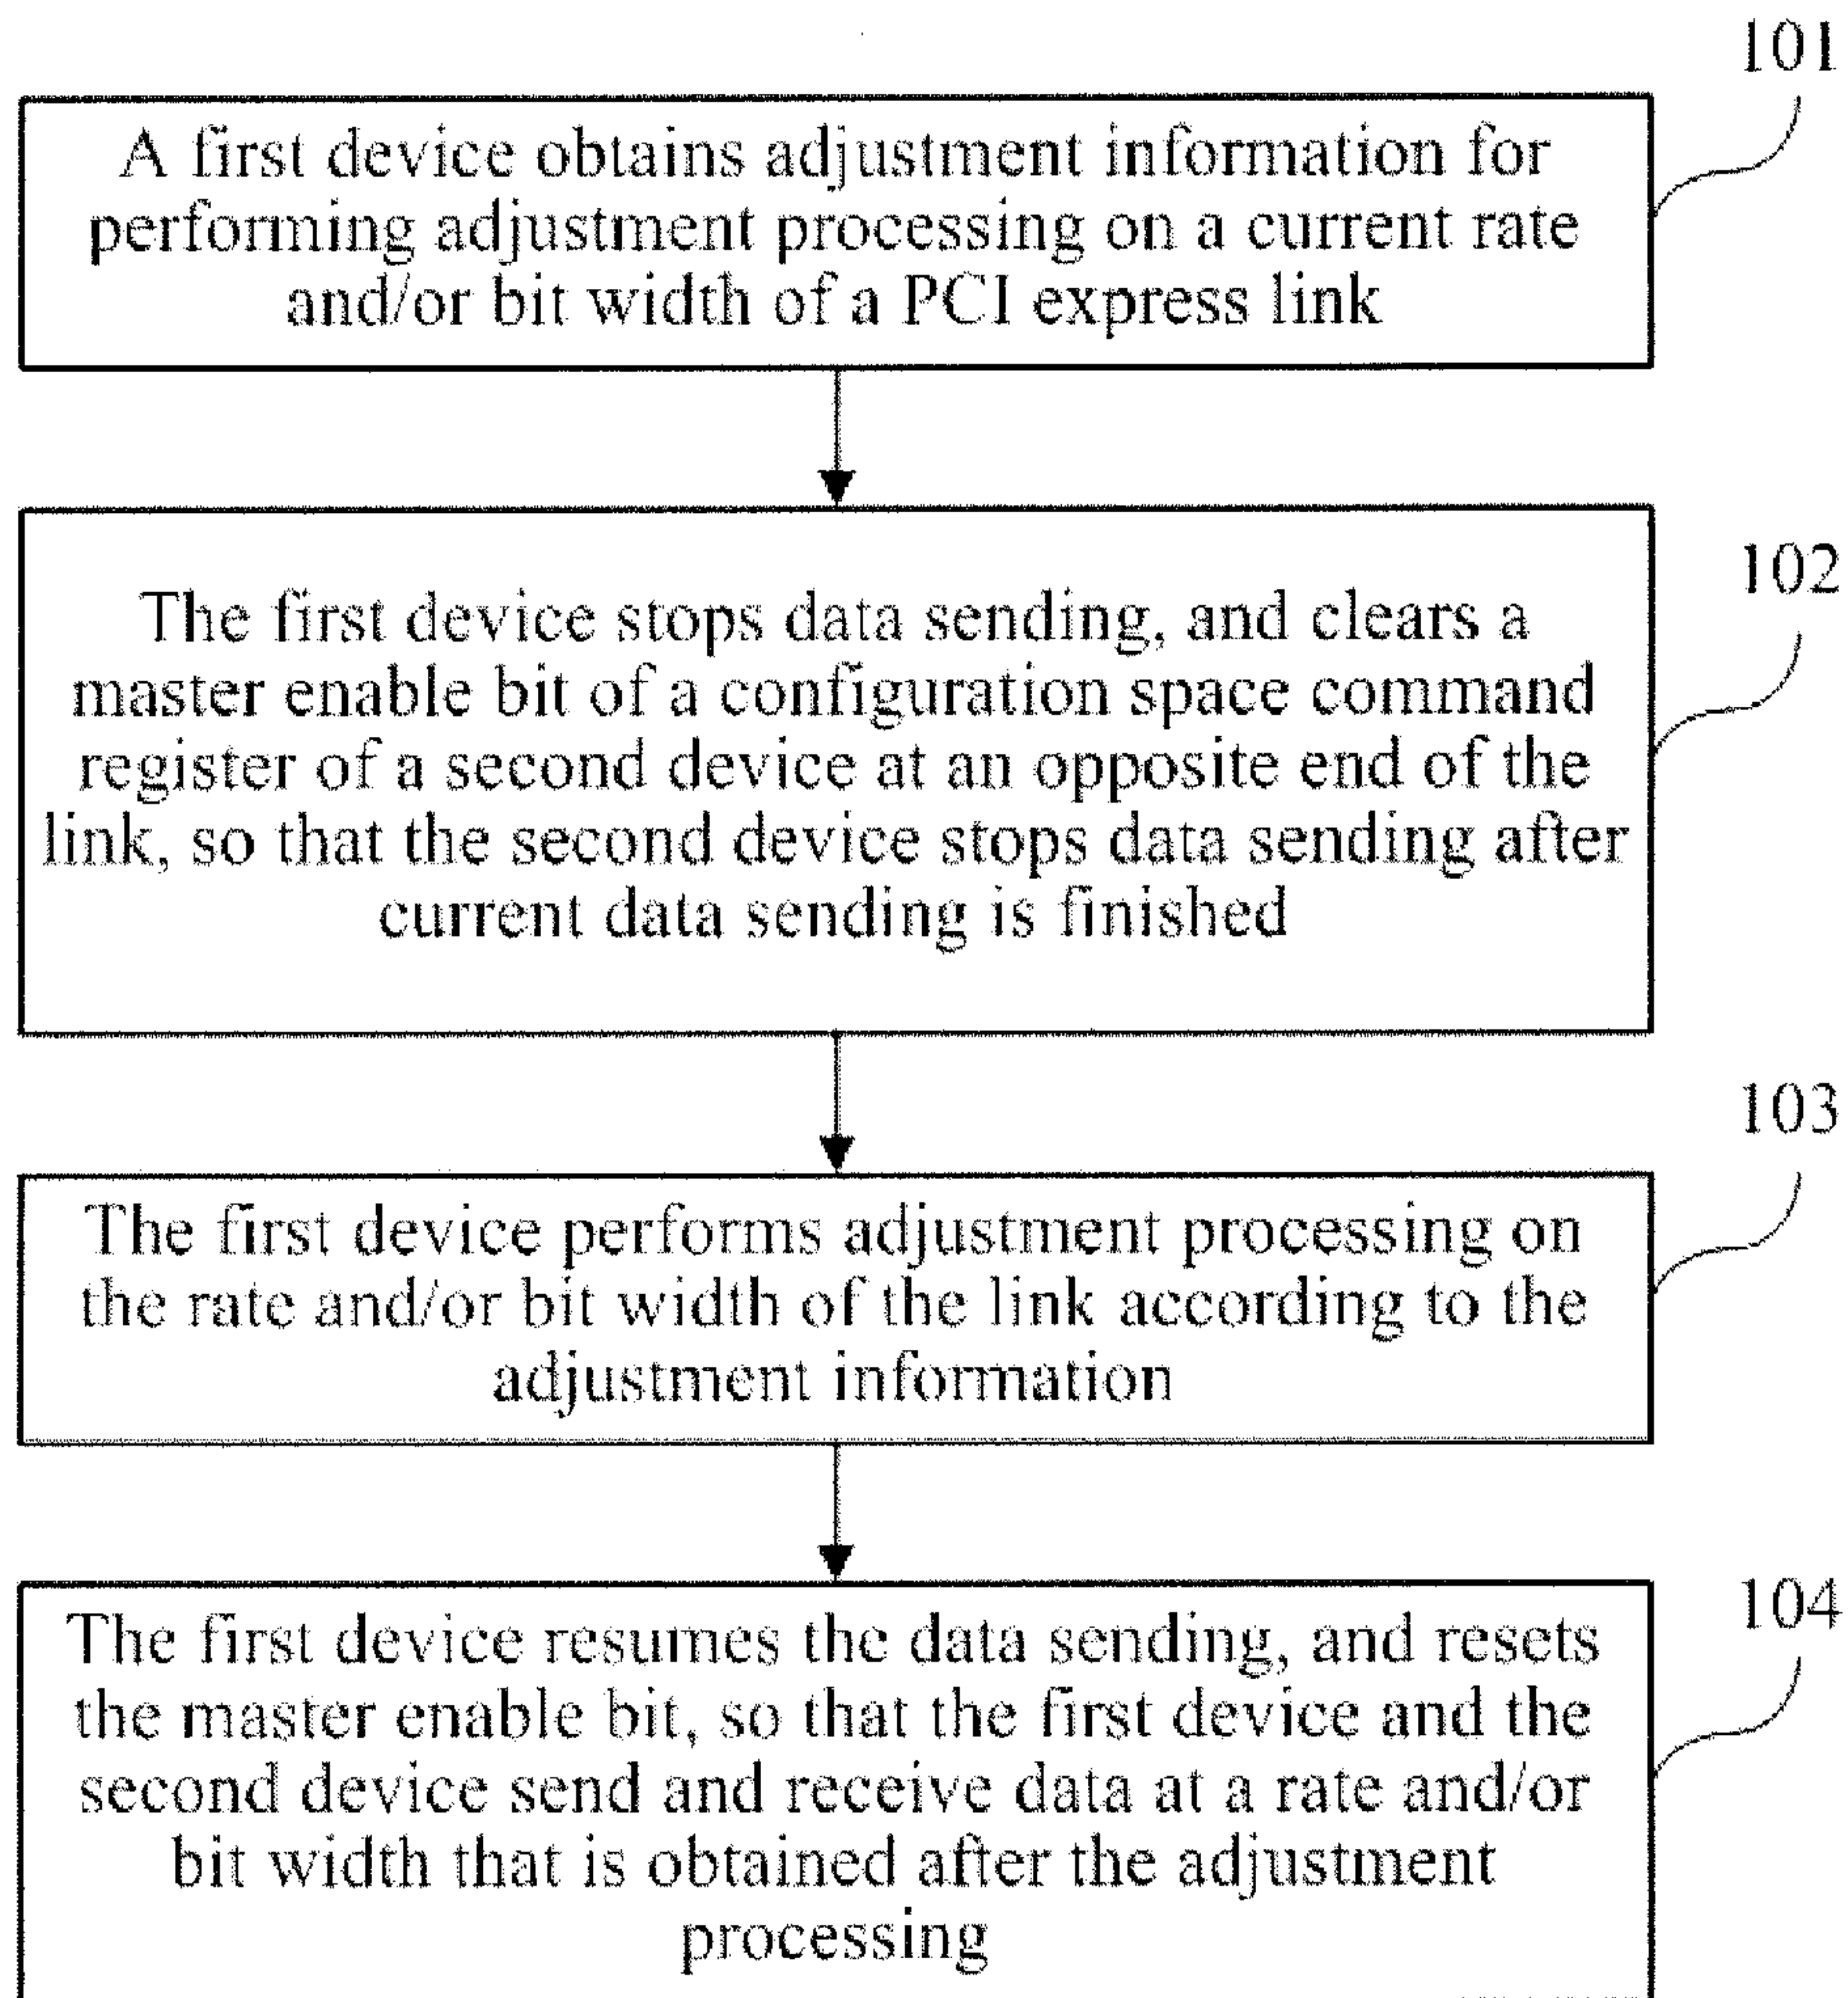 101
A first device obtains adjustment information for
performing adjustment processing on a current rate
and/or bit width of a PCI express link
102
The first device stops data sending, and clears a
master enable bit of a configuration space command
register of a second device at an opposite end of the
link, so that the second device stops data sending after
current data sending is finished
103
The first device performs adjustment processing on
the rate and/or bit width of the link according to the
adjustment information
104
The first device resumes the data sending, and resets
the master enable bit, so that the first device and the
second device send and receive data at a rate and/or
bit width that is obtained after the adjustment
processing